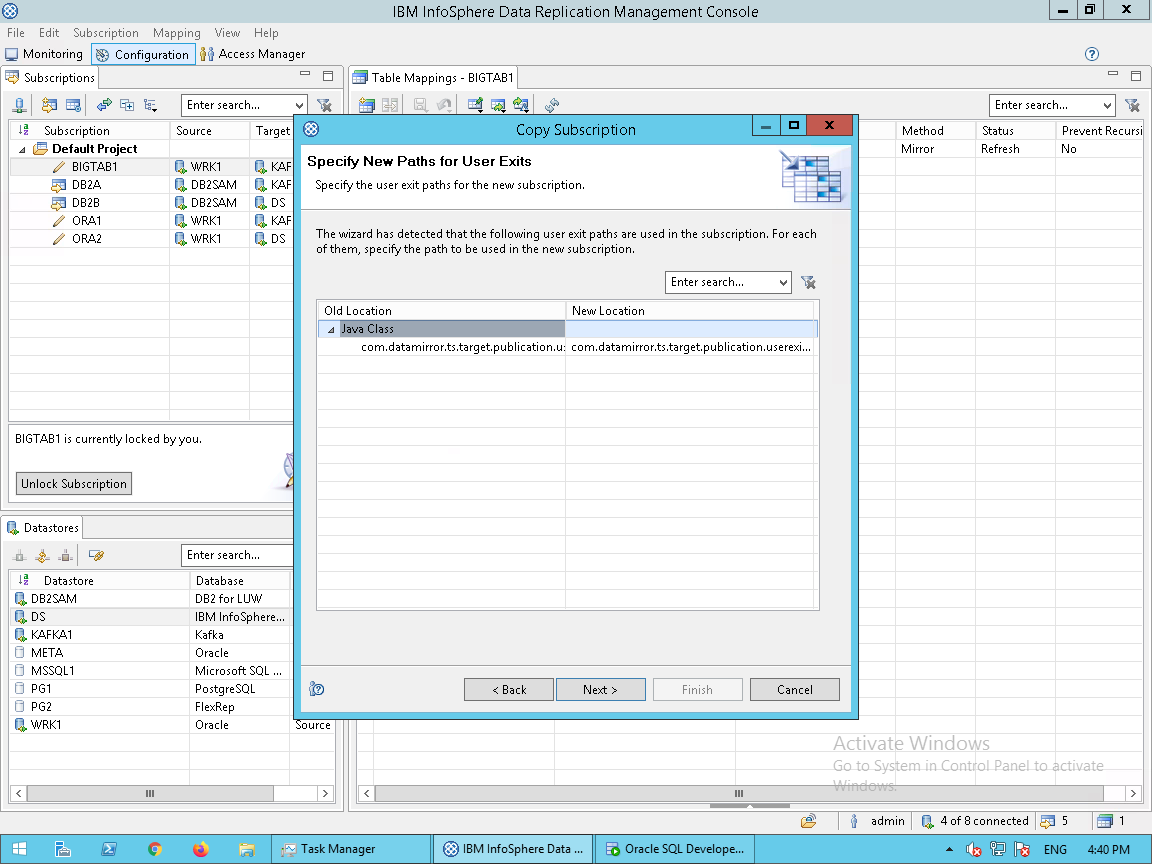 IBM InfoSphere Data Replication Management Console
File Edit Subscription Mapping View Help
Monitoring Configuration Access Manager
Subscriptions
Enter search...
Subscription Source Target
Default Project
BIGTAB1 WRK1 KAF
DB2A DB2SAM KAF
DB2B DB2SAM DS
ORA1 WRK1 KAF
ORA2 WRK1 DS
BIGTAB1 is currently locked by you.
Unlock Subscription
Datastores
Enter search...
Datastore Database
DB2SAM DB2 for LUW
DS IBM InfoSphere...
KAFKA1 Kafka
META Oracle
MSSQL1 Microsoft SQL ...
PG1 PostgreSQL
PG2 FlexRep
WRK1 Oracle Source
Table Mappings - BIGTAB1
Enter search...
Method Status Prevent Recursi
Mirror Refresh No
Copy Subscription
Specify New Paths for User Exits
Specify the user exit paths for the new subscription.
The wizard has detected that the following user exit paths are used in the subscription. For each
of them, specify the path to be used in the new subscription.
Enter search...
Old Location New Location
Java Class
com.datamirror.ts.target.publication.u: com.datamirror.ts.target.publication.userexi...
< Back Next > Finish Cancel
Activate Windows
Go to System in Control Panel to activate
Windows.
admin 4 of 8 connected 5 1
Task Manager IBM InfoSphere Data ... Oracle SQL Develope... ENG 4:40 PM